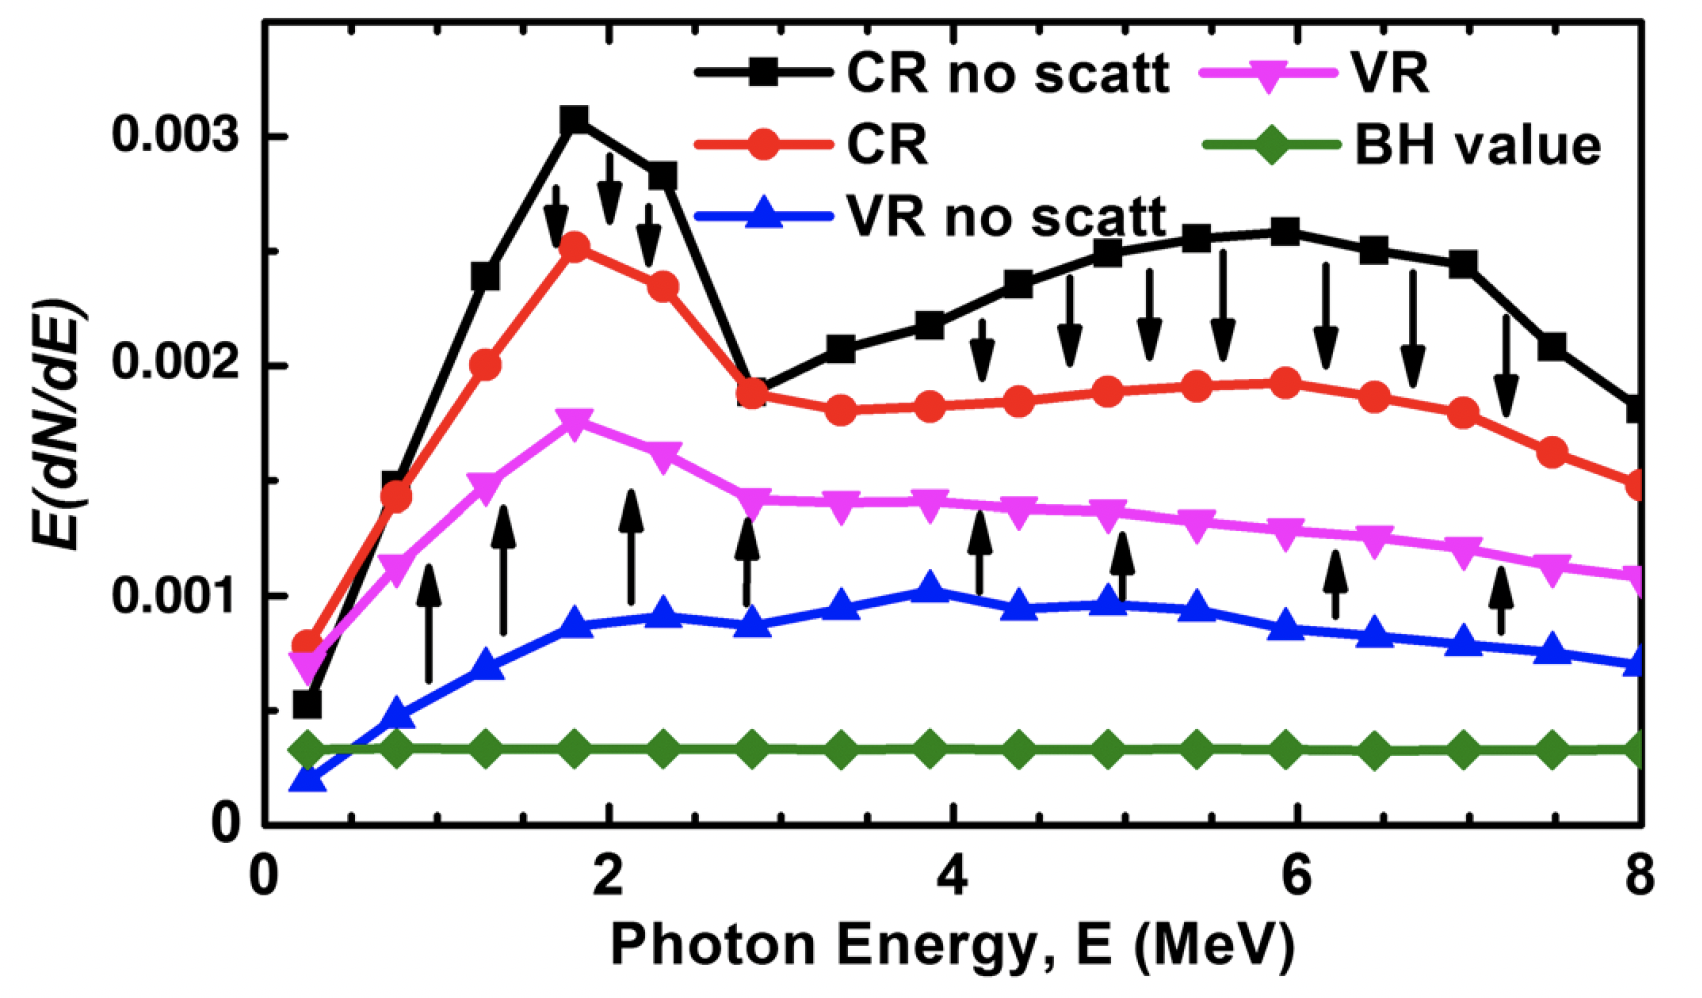 CR no scatt
VR
CR
BH value
VR no scatt
0.003
0.002
0.001
0
E(dN/dE)
0 2 4 6 8
Photon Energy, E (MeV)